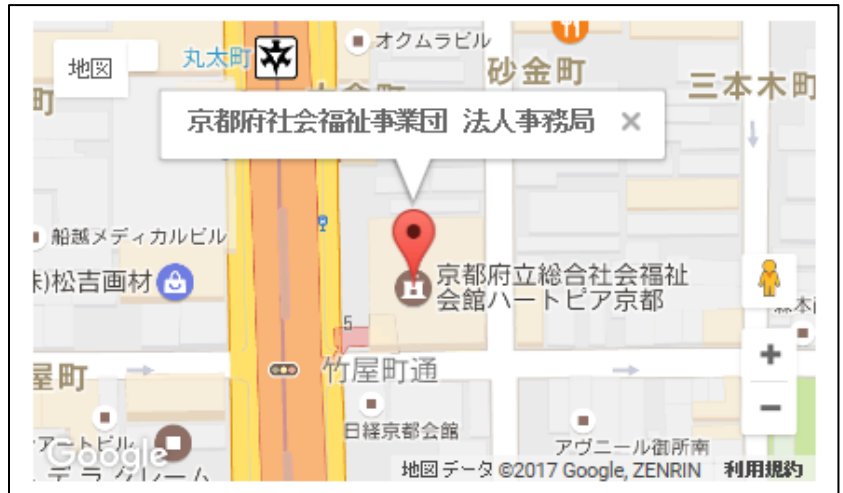 オクムラビル
丸太町
地図
砂金町
三本木町
町
京都府社会福祉事業団 法人事務局 ×
船越メディカルビル
株)松吉画材
京都府立総合社会福祉
会館ハートピア京都
5
+
竹屋町通
屋町
−
日経京都会館
アヴニール御所南
Google
地図データ ©2017 Google, ZENRIN 利用規約